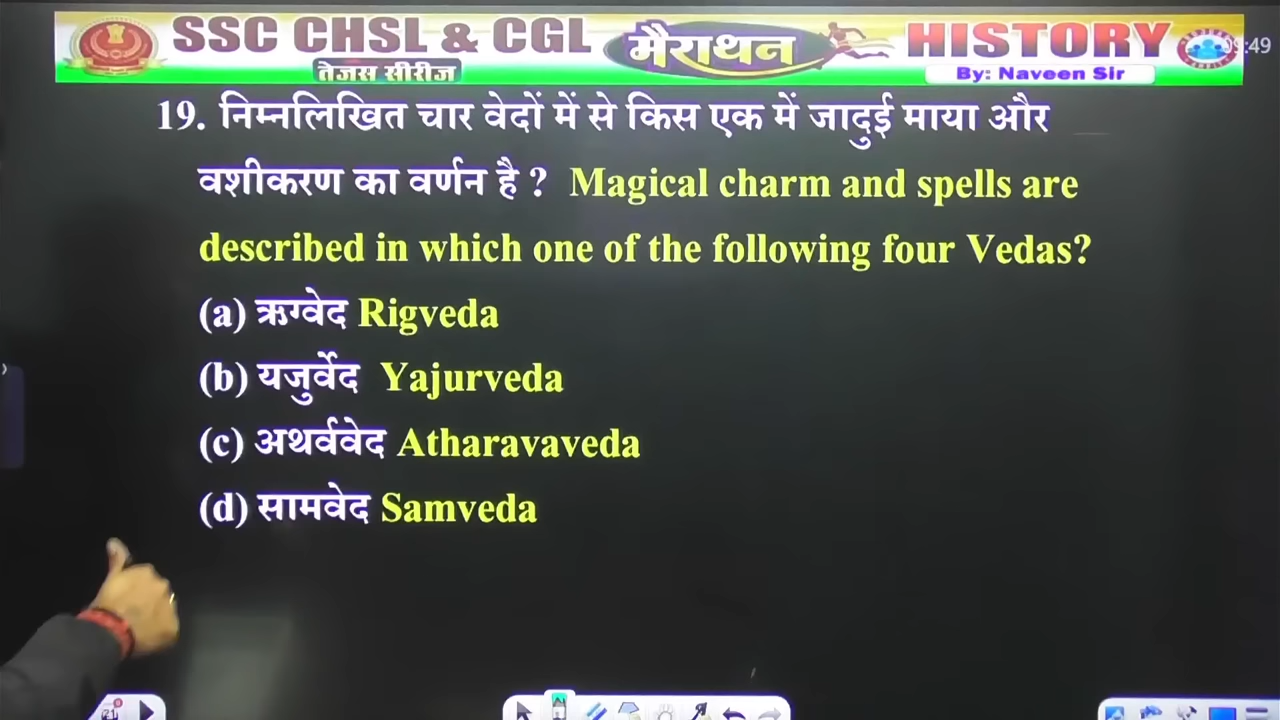 SSC CHSL & CGL मैराथन HISTORY
तेजस सीरीज
By: Naveen Sir
19. निम्नलिखित चार वेदों में से किस एक में जादुई माया और
वशीकरण का वर्णन है ? Magical charm and spells are
described in which one of the following four Vedas?
(a) ऋग्वेद Rigveda
(b) यजुर्वेद Yajurveda
(c) अथर्ववेद Atharavaveda
(d) सामवेद Samveda
21